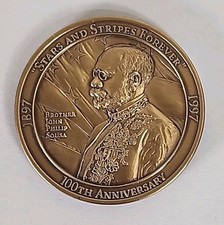 "STARS AND STRIPES FOREVER"
1897
1997
BROTHER
JOHN
PHILIP
SOUSA
100TH ANNIVERSARY